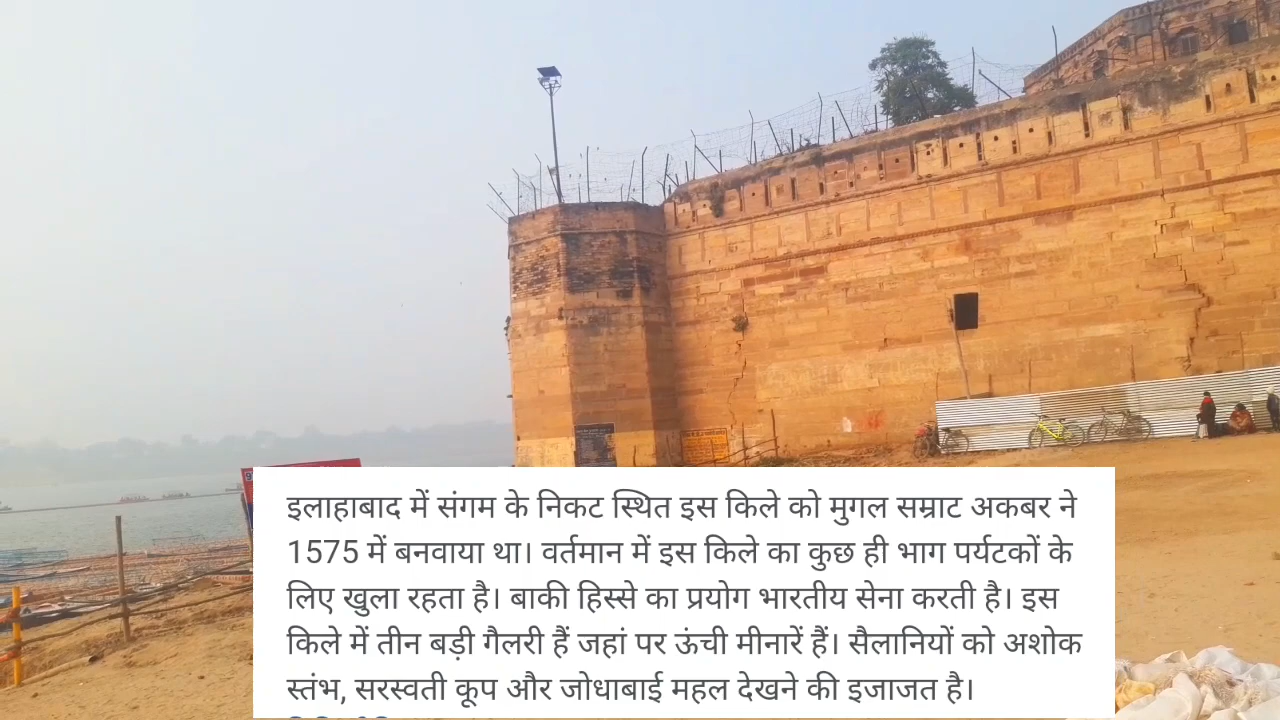 इलाहाबाद में संगम के निकट स्थित इस किले को मुगल सम्राट अकबर ने
1575 में बनवाया था। वर्तमान में इस किले का कुछ ही भाग पर्यटकों के
लिए खुला रहता है। बाकी हिस्से का प्रयोग भारतीय सेना करती है। इस
किले में तीन बड़ी गैलरी हैं जहां पर ऊंची मीनारें हैं। सैलानियों को अशोक
स्तंभ, सरस्वती कूप और जोधाबाई महल देखने की इजाजत है।